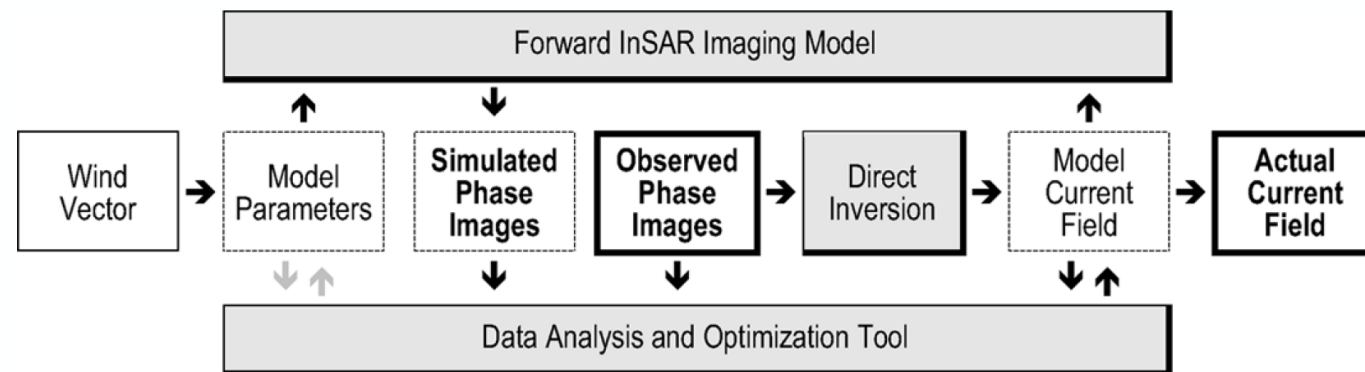 Forward InSAR Imaging Model
Wind
Vector
Model
Parameters
Simulated
Phase
Images
Observed
Phase
Images
Direct
Inversion
Model
Current
Field
Actual
Current
Field
Data Analysis and Optimization Tool